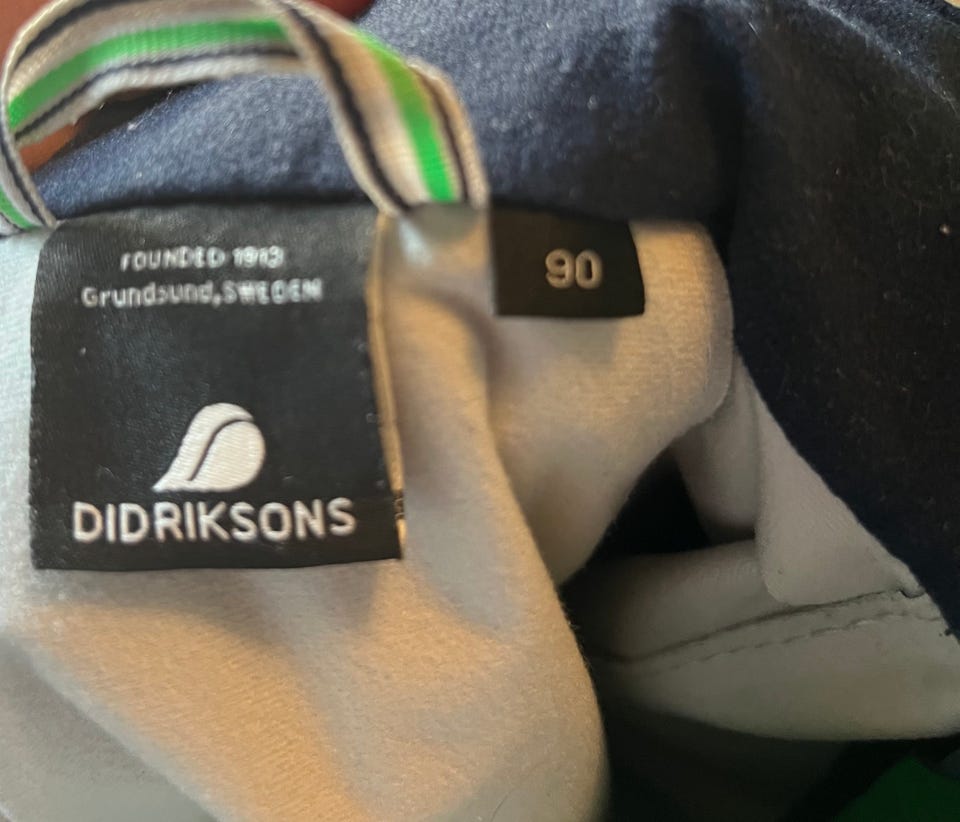 FOUNDED 1913
Grundsund,SWEDEN
DIDRIKSONS
90